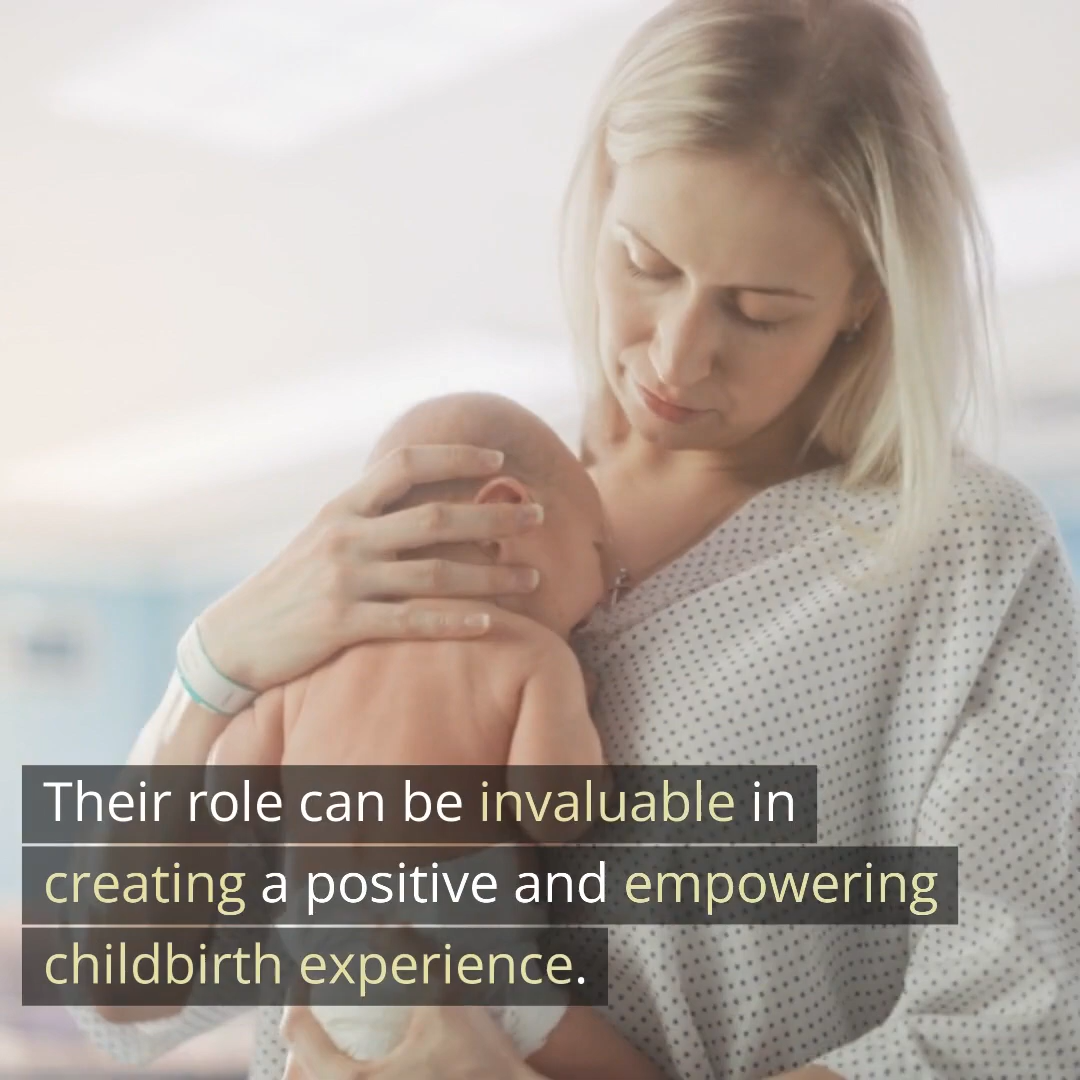 Their role can be invaluable in
creating a positive and empowering
childbirth experience.